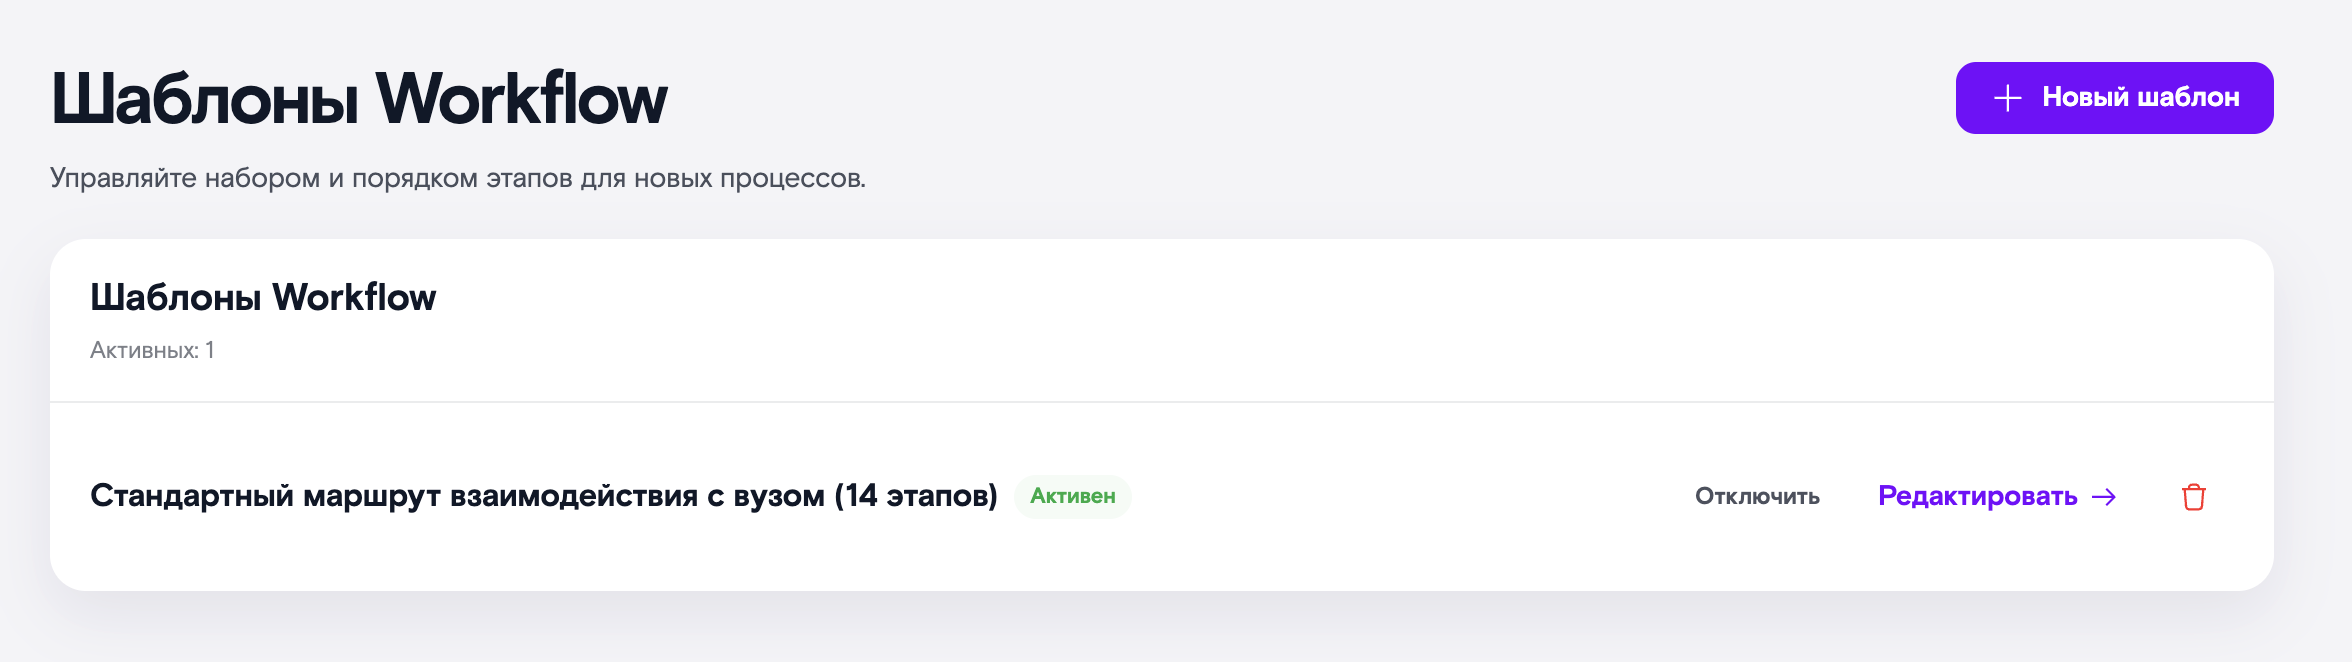 Шаблоны Workflow
Новый шаблон
Управляйте набором и порядком этапов для новых процессов.
Шаблоны Workflow
Активных: 1
Стандартный маршрут взаимодействия с вузом (14 этапов) Активен Отключить Редактировать →